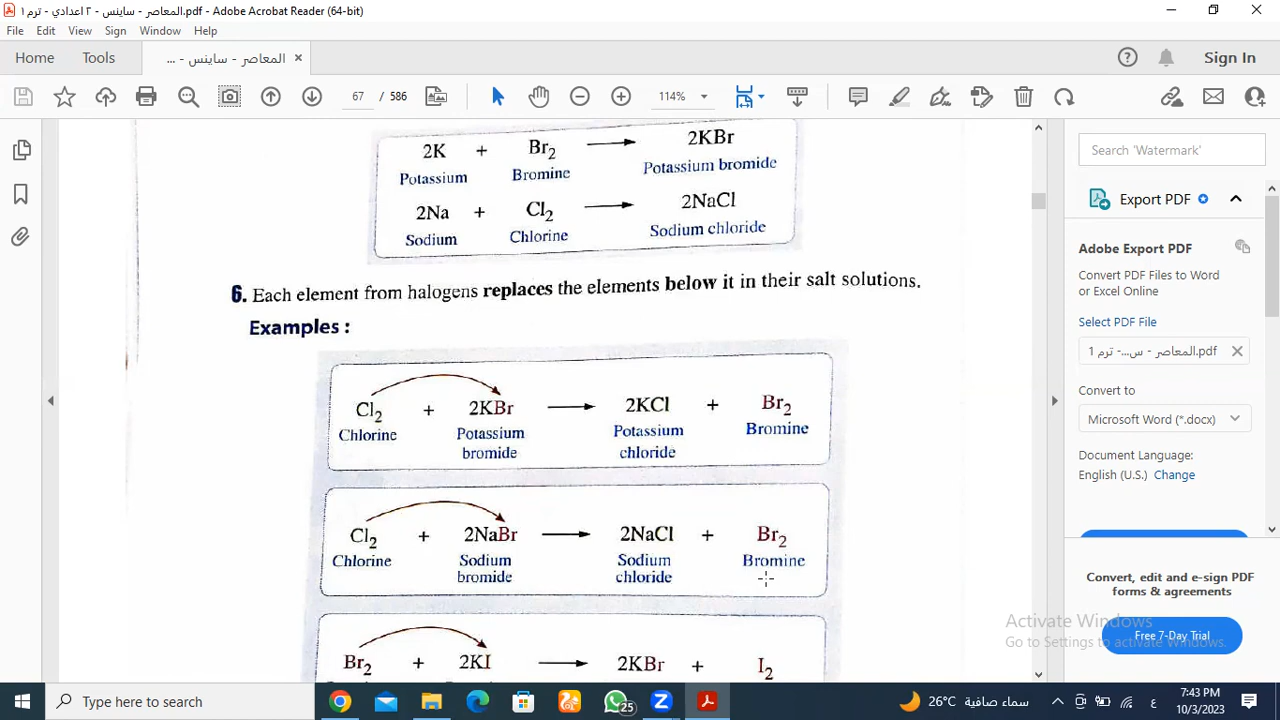 المعاصر - ساينس - ٢ اعدادي - ترم ١.pdf - Adobe Acrobat Reader (64-bit)
File Edit View Sign Window Help
Home Tools المعاصر - ساينس - ... × Sign In
67 / 586 114%
2K + Br2 → 2KBr
Potassium Bromine Potassium bromide
2Na + Cl2 → 2NaCl
Sodium Chlorine Sodium chloride
6. Each element from halogens replaces the elements below it in their salt solutions.
Examples :
Cl2 + 2KBr → 2KCl + Br2
Chlorine Potassium Potassium Bromine
bromide chloride
Cl2 + 2NaBr → 2NaCl + Br2
Chlorine Sodium Sodium Bromine
bromide chloride
Br2 + 2KI → 2KBr + I2
Search 'Watermark'
Export PDF
Adobe Export PDF
Convert PDF Files to Word
or Excel Online
Select PDF File
المعاصر - س...- ترم ١.pdf
Convert to
Microsoft Word (*.docx)
Document Language:
English (U.S.) Change
Convert, edit and e-sign PDF
forms & agreements
Free 7-Day Trial
Activate Windows
Go to Settings to activate Windows.
Type here to search
25
26°C سماء صافية
ع
7:43 PM
10/3/2023